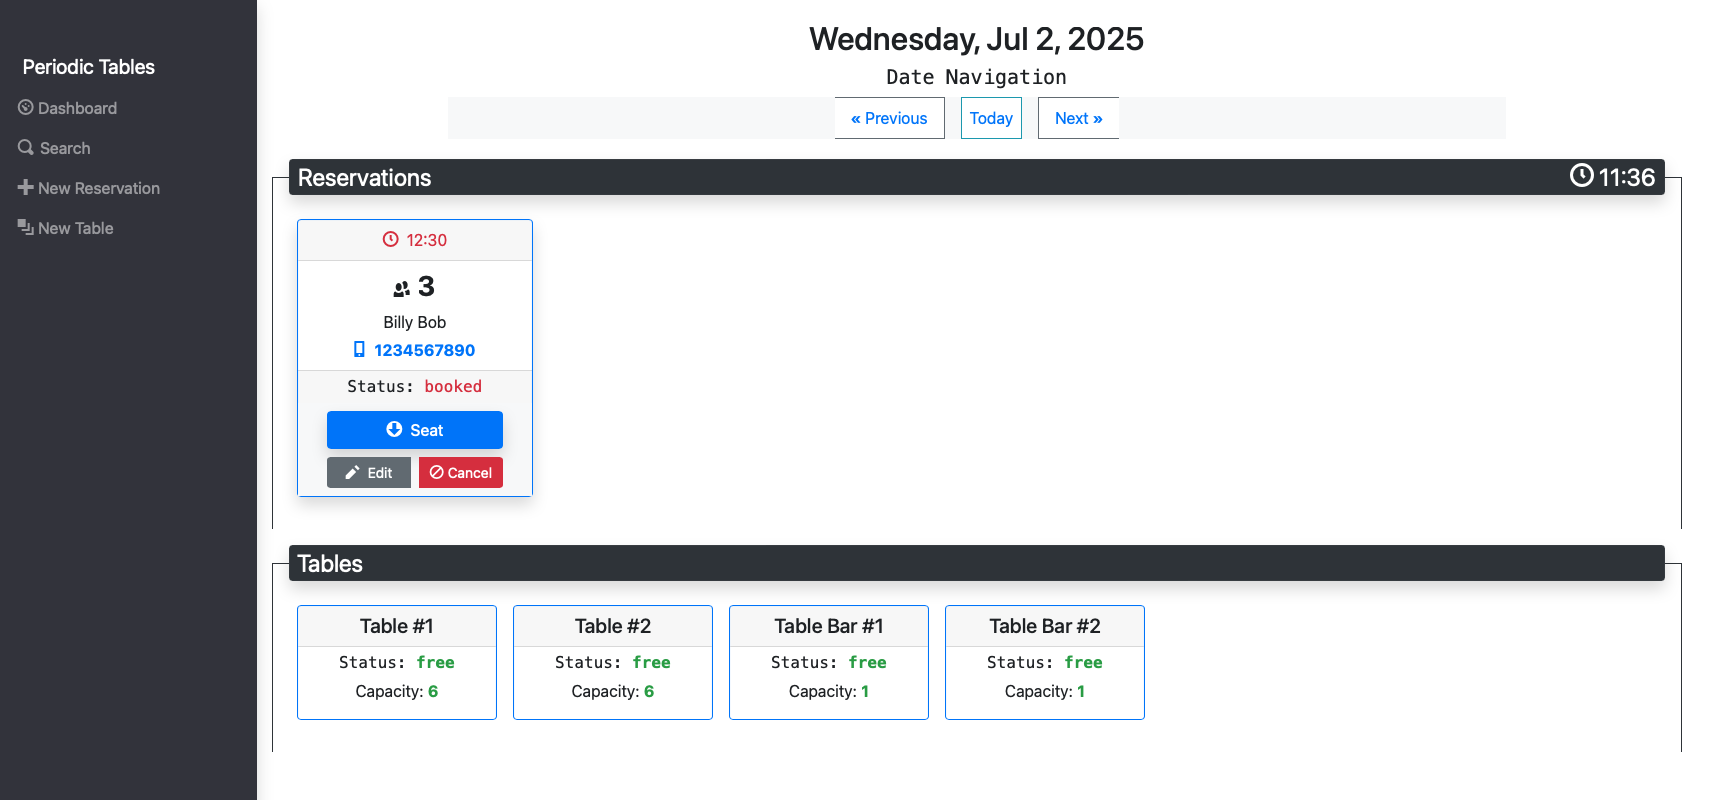 Periodic Tables
Dashboard
Search
New Reservation
New Table
Wednesday, Jul 2, 2025
Date Navigation
« Previous
Today
Next »
Reservations
11:36
12:30
3
Billy Bob
1234567890
Status: booked
Seat
Edit
Cancel
Tables
Table #1
Status: free
Capacity: 6
Table #2
Status: free
Capacity: 6
Table Bar #1
Status: free
Capacity: 1
Table Bar #2
Status: free
Capacity: 1